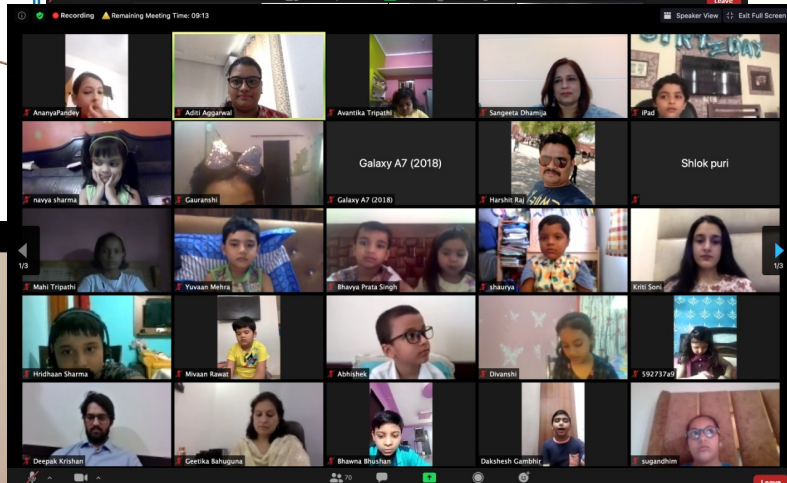 Leave
Recording Remaining Meeting Time: 09:13 Speaker View Exit Full Screen
AnanyaPandey Aditi Aggarwal Avantika Tripathi Sangeeta Dhamija iPad
navya sharma Gauranshi Galaxy A7 (2018) Harshit Raj Shlok puri
Galaxy A7 (2018)
1/3 1/3
Mahi Tripathi Yuvaan Mehra Bhavya Prata Singh shaurya Kriti Soni
Hridhaan Sharma Mivaan Rawat Abhishek Divanshi 592737a9
Deepak Krishan Geetika Bahuguna Bhawna Bhushan Dakshesh Gambhir sugandhim
70 Leave